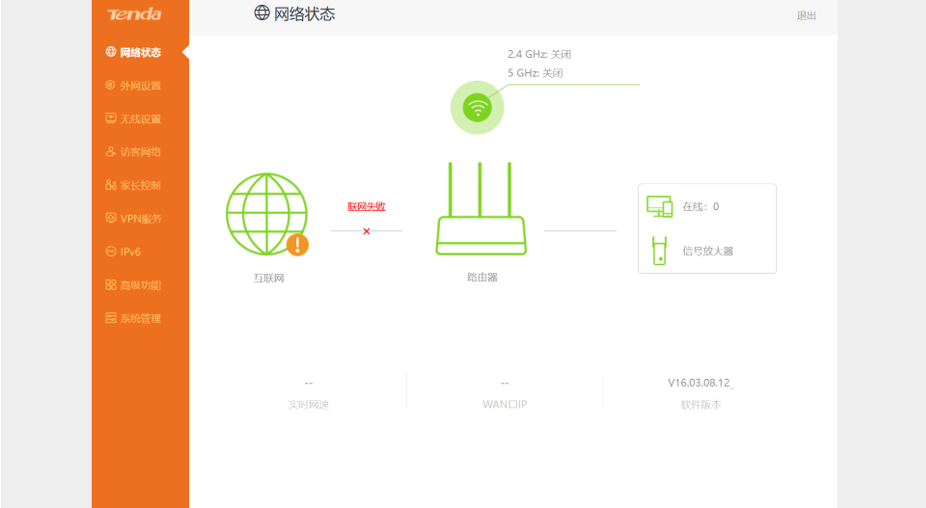 Tenda
网络状态
退出
网络状态
外网设置
无线设置
访客网络
家长控制
VPN服务
IPv6
高级功能
系统管理
2.4 GHz: 关闭
5 GHz: 关闭
联网失败
互联网
路由器
在线: 0
信号放大器
--
实时网速
--
WAN口IP
V16.03.08.12_
软件版本